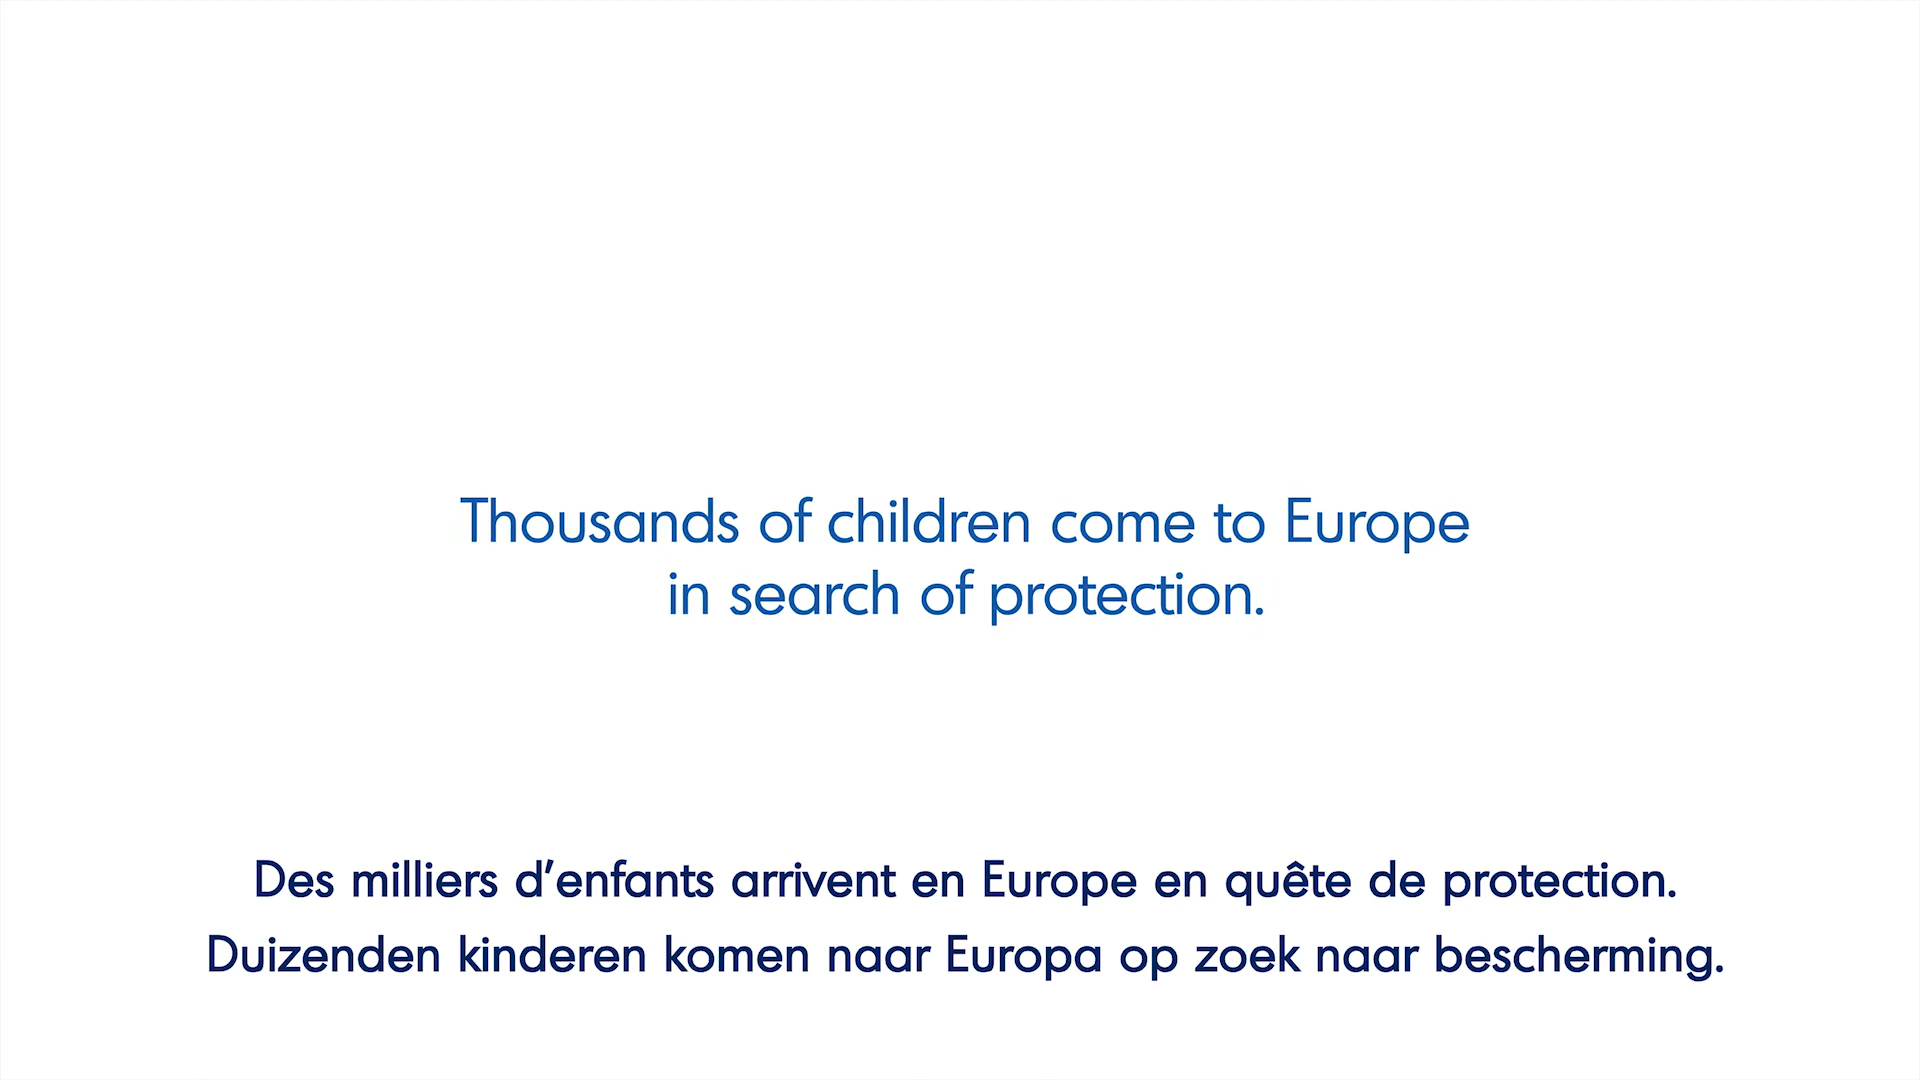 Thousands of children come to Europe
in search of protection.
Des milliers d’enfants arrivent en Europe en quête de protection.
Duizenden kinderen komen naar Europa op zoek naar bescherming.